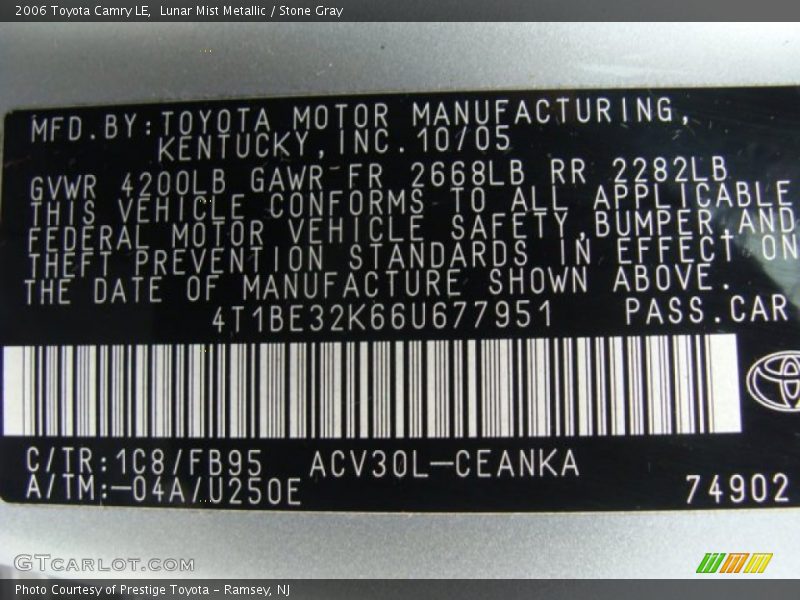 2006 Toyota Camry LE,  Lunar Mist Metallic / Stone Gray
MFD.BY:TOYOTA MOTOR MANUFACTURING,
KENTUCKY,INC.10/05
GVWR 4200LB GAWR FR 2668LB RR 2282LB
THIS VEHICLE CONFORMS TO ALL APPLICABLE
FEDERAL MOTOR VEHICLE SAFETY,BUMPER,AND
THEFT PREVENTION STANDARDS IN EFFECT ON
THE DATE OF MANUFACTURE SHOWN ABOVE.
4T1BE32K66U677951 PASS.CAR
C/TR:1C8/FB95 ACV30L-CEANKA
A/TM:-04A/U250E 74902
GTCARLOT.COM
Photo Courtesy of Prestige Toyota - Ramsey, NJ